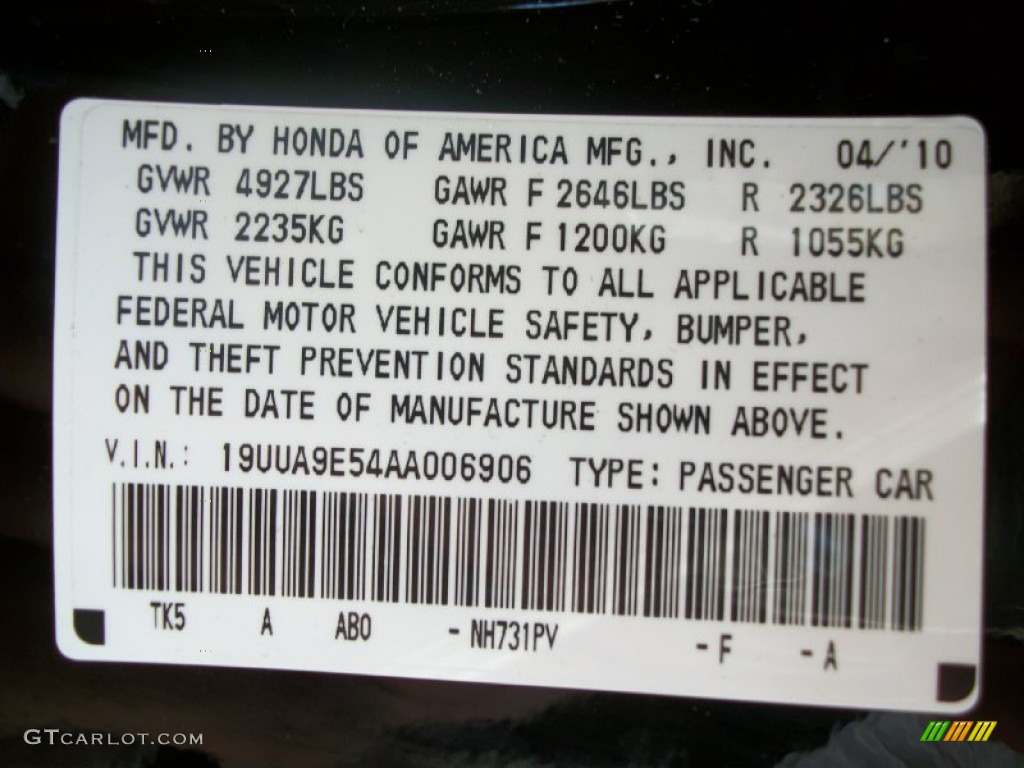 MFD. BY HONDA OF AMERICA MFG., INC. 04/'10
GVWR 4927LBS GAWR F 2646LBS R 2326LBS
GVWR 2235KG GAWR F 1200KG R 1055KG
THIS VEHICLE CONFORMS TO ALL APPLICABLE
FEDERAL MOTOR VEHICLE SAFETY, BUMPER,
AND THEFT PREVENTION STANDARDS IN EFFECT
ON THE DATE OF MANUFACTURE SHOWN ABOVE.
V.I.N.: 19UUA9E54AA006906 TYPE: PASSENGER CAR
TK5 A AB0 - NH731PV - F - A
GTCARLOT.COM